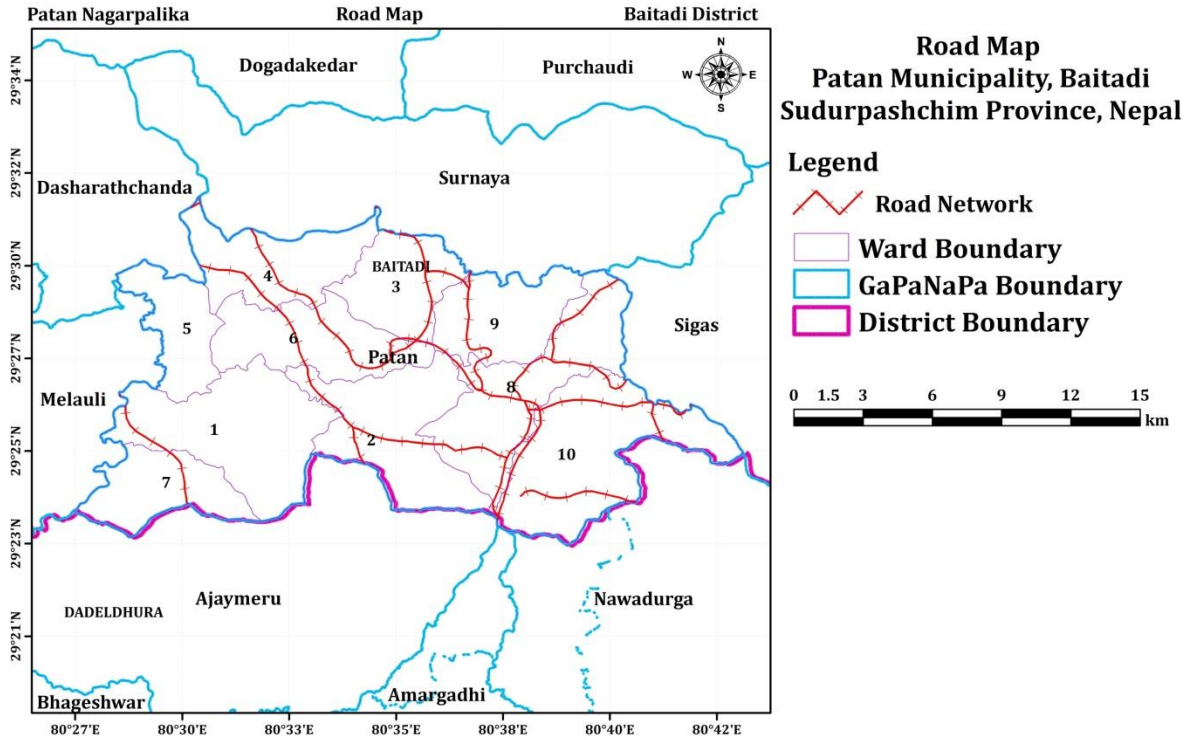 Patan Nagarpalika Road Map Baitadi District
Road Map
Patan Municipality, Baitadi
Sudurpashchim Province, Nepal
Legend
Road Network
Ward Boundary
GaPaNaPa Boundary
District Boundary
0 1.5 3 6 9 12 15
km
N
W E
S
Dogadakedar
Purchaudi
Dasharathchanda
Surnaya
BAITADI
4
3
5
6
9
Sigas
Patan
8
Melauli
1
2
10
7
Ajaymeru
Nawadurga
DADELDHURA
Amargadhi
Bhageshwar
29°34'N
29°32'N
29°30'N
29°27'N
29°25'N
29°23'N
29°21'N
80°27'E 80°30'E 80°33'E 80°35'E 80°38'E 80°40'E 80°42'E